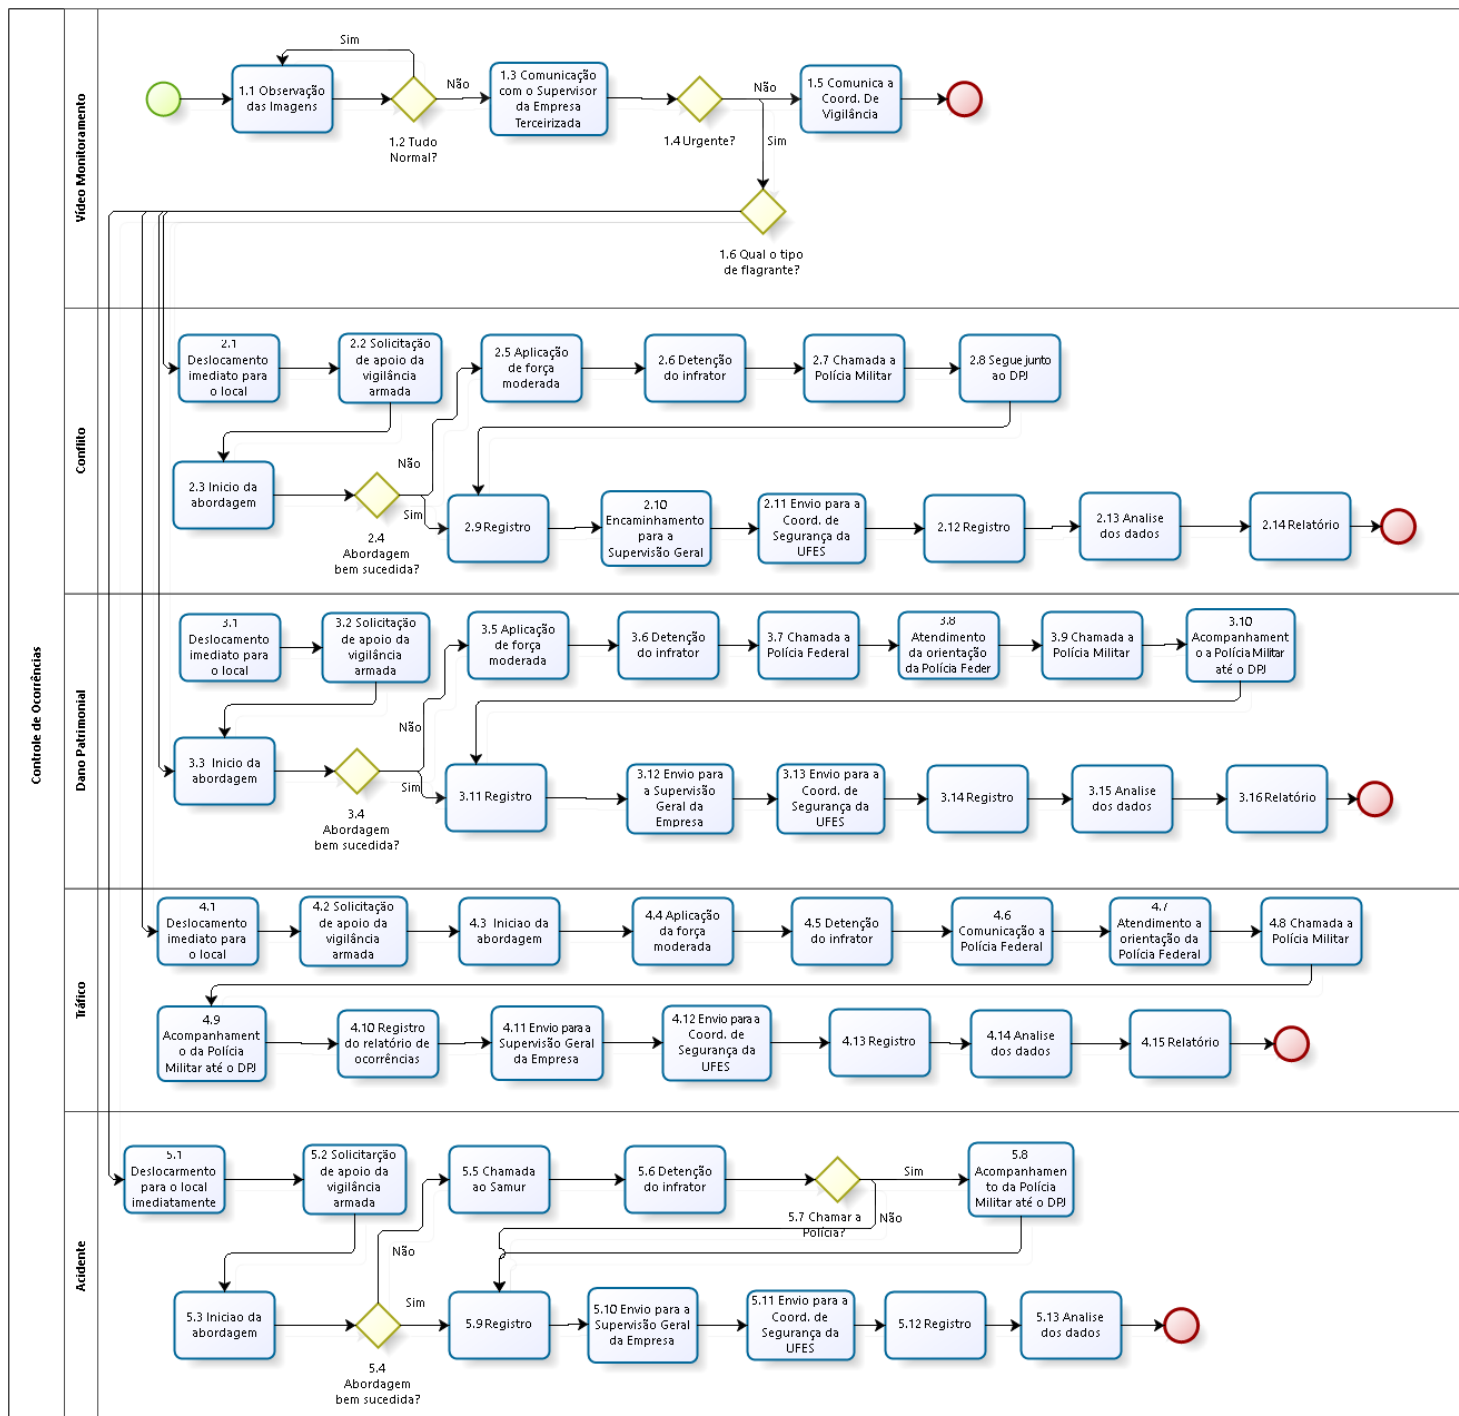 Controle de Ocorrências
Vídeo Monitoramento
Sim
1.1 Observação
das Imagens
1.2 Tudo
Normal?
Não
1.3 Comunicação
com o Supervisor
da Empresa
Terceirizada
1.4 Urgente?
Não
Sim
1.5 Comunica a
Coord. De
Vigilância
1.6 Qual o tipo
de flagrante?
Conflito
2.1
Deslocamento
imediato para
o local
2.2 Solicitação
de apoio da
vigilância
armada
2.5 Aplicação
de força
moderada
2.6 Detenção
do infrator
2.7 Chamada a
Polícia Militar
2.8 Segue junto
ao DPJ
2.3 Inicio da
abordagem
Não
Sim
2.4
Abordagem
bem sucedida?
2.9 Registro
2.10
Encaminhamento
para a
Supervisão Geral
2.11 Envio para a
Coord. de
Segurança da
UFES
2.12 Registro
2.13 Analise
dos dados
2.14 Relatório
Dano Patrimonial
3.1
Deslocamento
imediato para
o local
3.2 Solicitação
de apoio da
vigilância
armada
3.5 Aplicação
de força
moderada
3.6 Detenção
do infrator
3.7 Chamada a
Polícia Federal
3.8
Atendimento
da orientação
da Polícia Feder
3.9 Chamada a
Polícia Militar
3.10
Acompanhament
o a Polícia Militar
até o DPJ
3.3 Inicio da
abordagem
Não
Sim
3.4
Abordagem
bem sucedida?
3.11 Registro
3.12 Envio para
a Supervisão
Geral da
Empresa
3.13 Envio para a
Coord. de
Segurança da
UFES
3.14 Registro
3.15 Analise
dos dados
3.16 Relatório
Tráfico
4.1
Deslocamento
imediato para
o local
4.2 Solicitação
de apoio da
vigilância
armada
4.3 Iniciao da
abordagem
4.4 Aplicação
da força
moderada
4.5 Detenção
do infrator
4.6
Comunicação a
Polícia Federal
4.7
Atendimento a
orientação da
Polícia Federal
4.8 Chamada a
Polícia Militar
4.9
Acompanhament
o da Polícia
Militar até o DPJ
4.10 Registro
do relatório de
ocorrências
4.11 Envio para a
Supervisão Geral
da Empresa
4.12 Envio para a
Coord. de
Segurança da
UFES
4.13 Registro
4.14 Analise
dos dados
4.15 Relatório
Acidente
5.1
Deslocarmento
para o local
imediatamente
5.2 Solicitarção
de apoio da
vigilância
armada
5.5 Chamada
ao Samur
5.6 Detenção
do infrator
5.7 Chamar a
Polícia?
Sim
Não
5.8
Acompanhamen
to da Polícia
Militar até o DPJ
5.3 Iniciao da
abordagem
Não
Sim
5.4
Abordagem
bem sucedida?
5.9 Registro
5.10 Envio para a
Supervisão Geral
da Empresa
5.11 Envio para a
Coord. de
Segurança da
UFES
5.12 Registro
5.13 Analise
dos dados